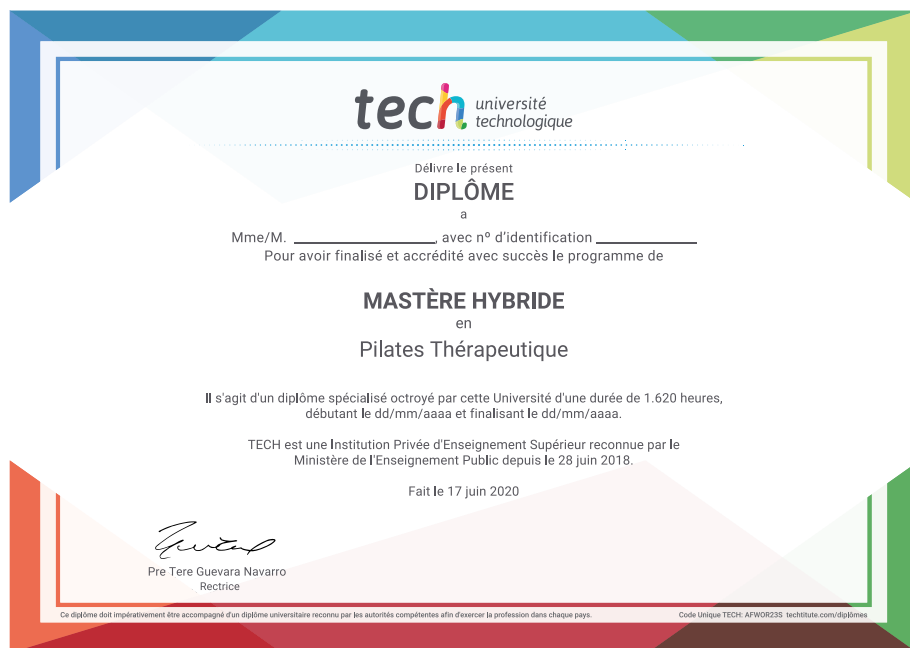 tech université
technologique
Délivre le présent
DIPLÔME
a
Mme/M. ____________________, avec nº d'identification ______________
Pour avoir finalisé et accrédité avec succès le programme de
MASTÈRE HYBRIDE
en
Pilates Thérapeutique
Il s'agit d'un diplôme spécialisé octroyé par cette Université d'une durée de 1.620 heures,
débutant le dd/mm/aaaa et finalisant le dd/mm/aaaa.
TECH est une Institution Privée d'Enseignement Supérieur reconnue par le
Ministère de l'Enseignement Public depuis le 28 juin 2018.
Fait le 17 juin 2020
Pre Tere Guevara Navarro
Rectrice
Ce diplôme doit impérativement être accompagné d'un diplôme universitaire reconnu par les autorités compétentes afin d'exercer la profession dans chaque pays.
Code Unique TECH: AFWOR23S techtitute.com/diplômes